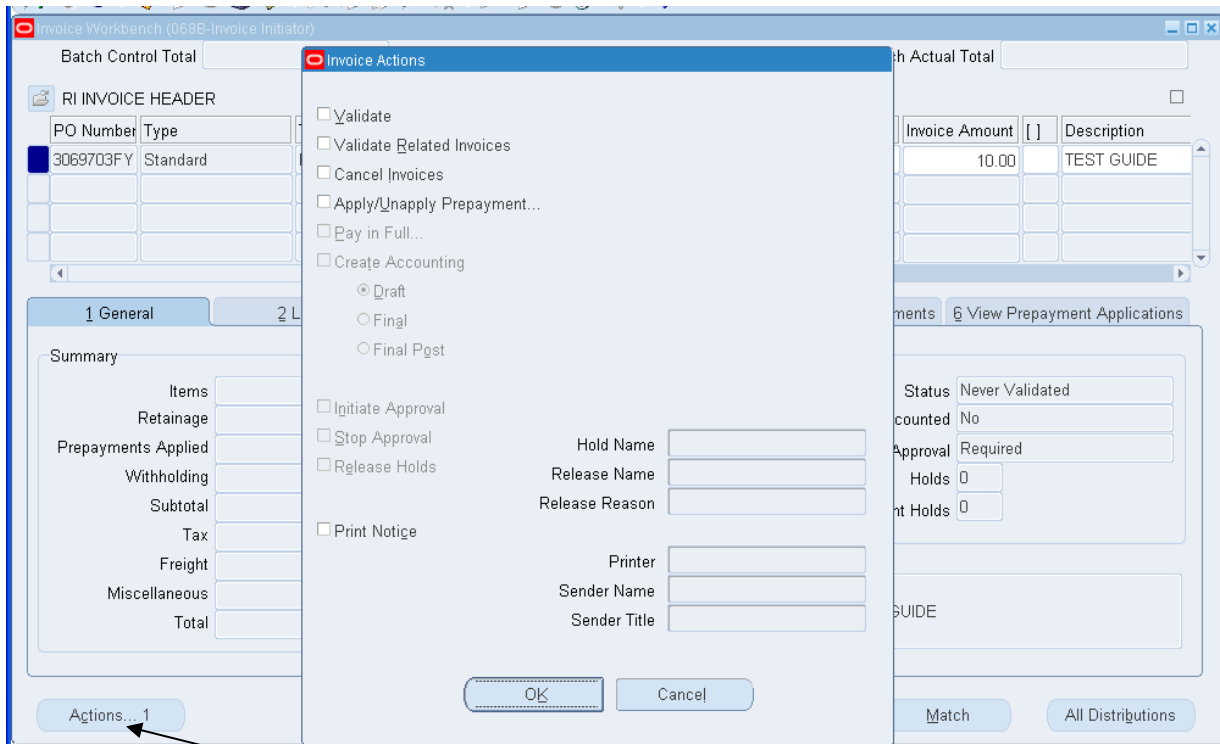 Invoice Workbench (068B-Invoice Initiator)
Batch Control Total
Actual Total
Invoice Actions
RI INVOICE HEADER
PO Number Type Invoice Amount [ ] Description
3069703FY Standard 10.00 TEST GUIDE
Validate
Validate Related Invoices
Cancel Invoices
Apply/Unapply Prepayment...
Pay in Full...
Create Accounting
Draft
Final
Final Post
Initiate Approval
Stop Approval
Release Holds
Hold Name
Release Name
Release Reason
Print Notice
Printer
Sender Name
Sender Title
OK Cancel
1 General 2 L ments 6 View Prepayment Applications
Summary
Items
Retainage
Prepayments Applied
Withholding
Subtotal
Tax
Freight
Miscellaneous
Total
Status Never Validated
counted No
Approval Required
Holds 0
nt Holds 0
GUIDE
Actions... 1 Match All Distributions